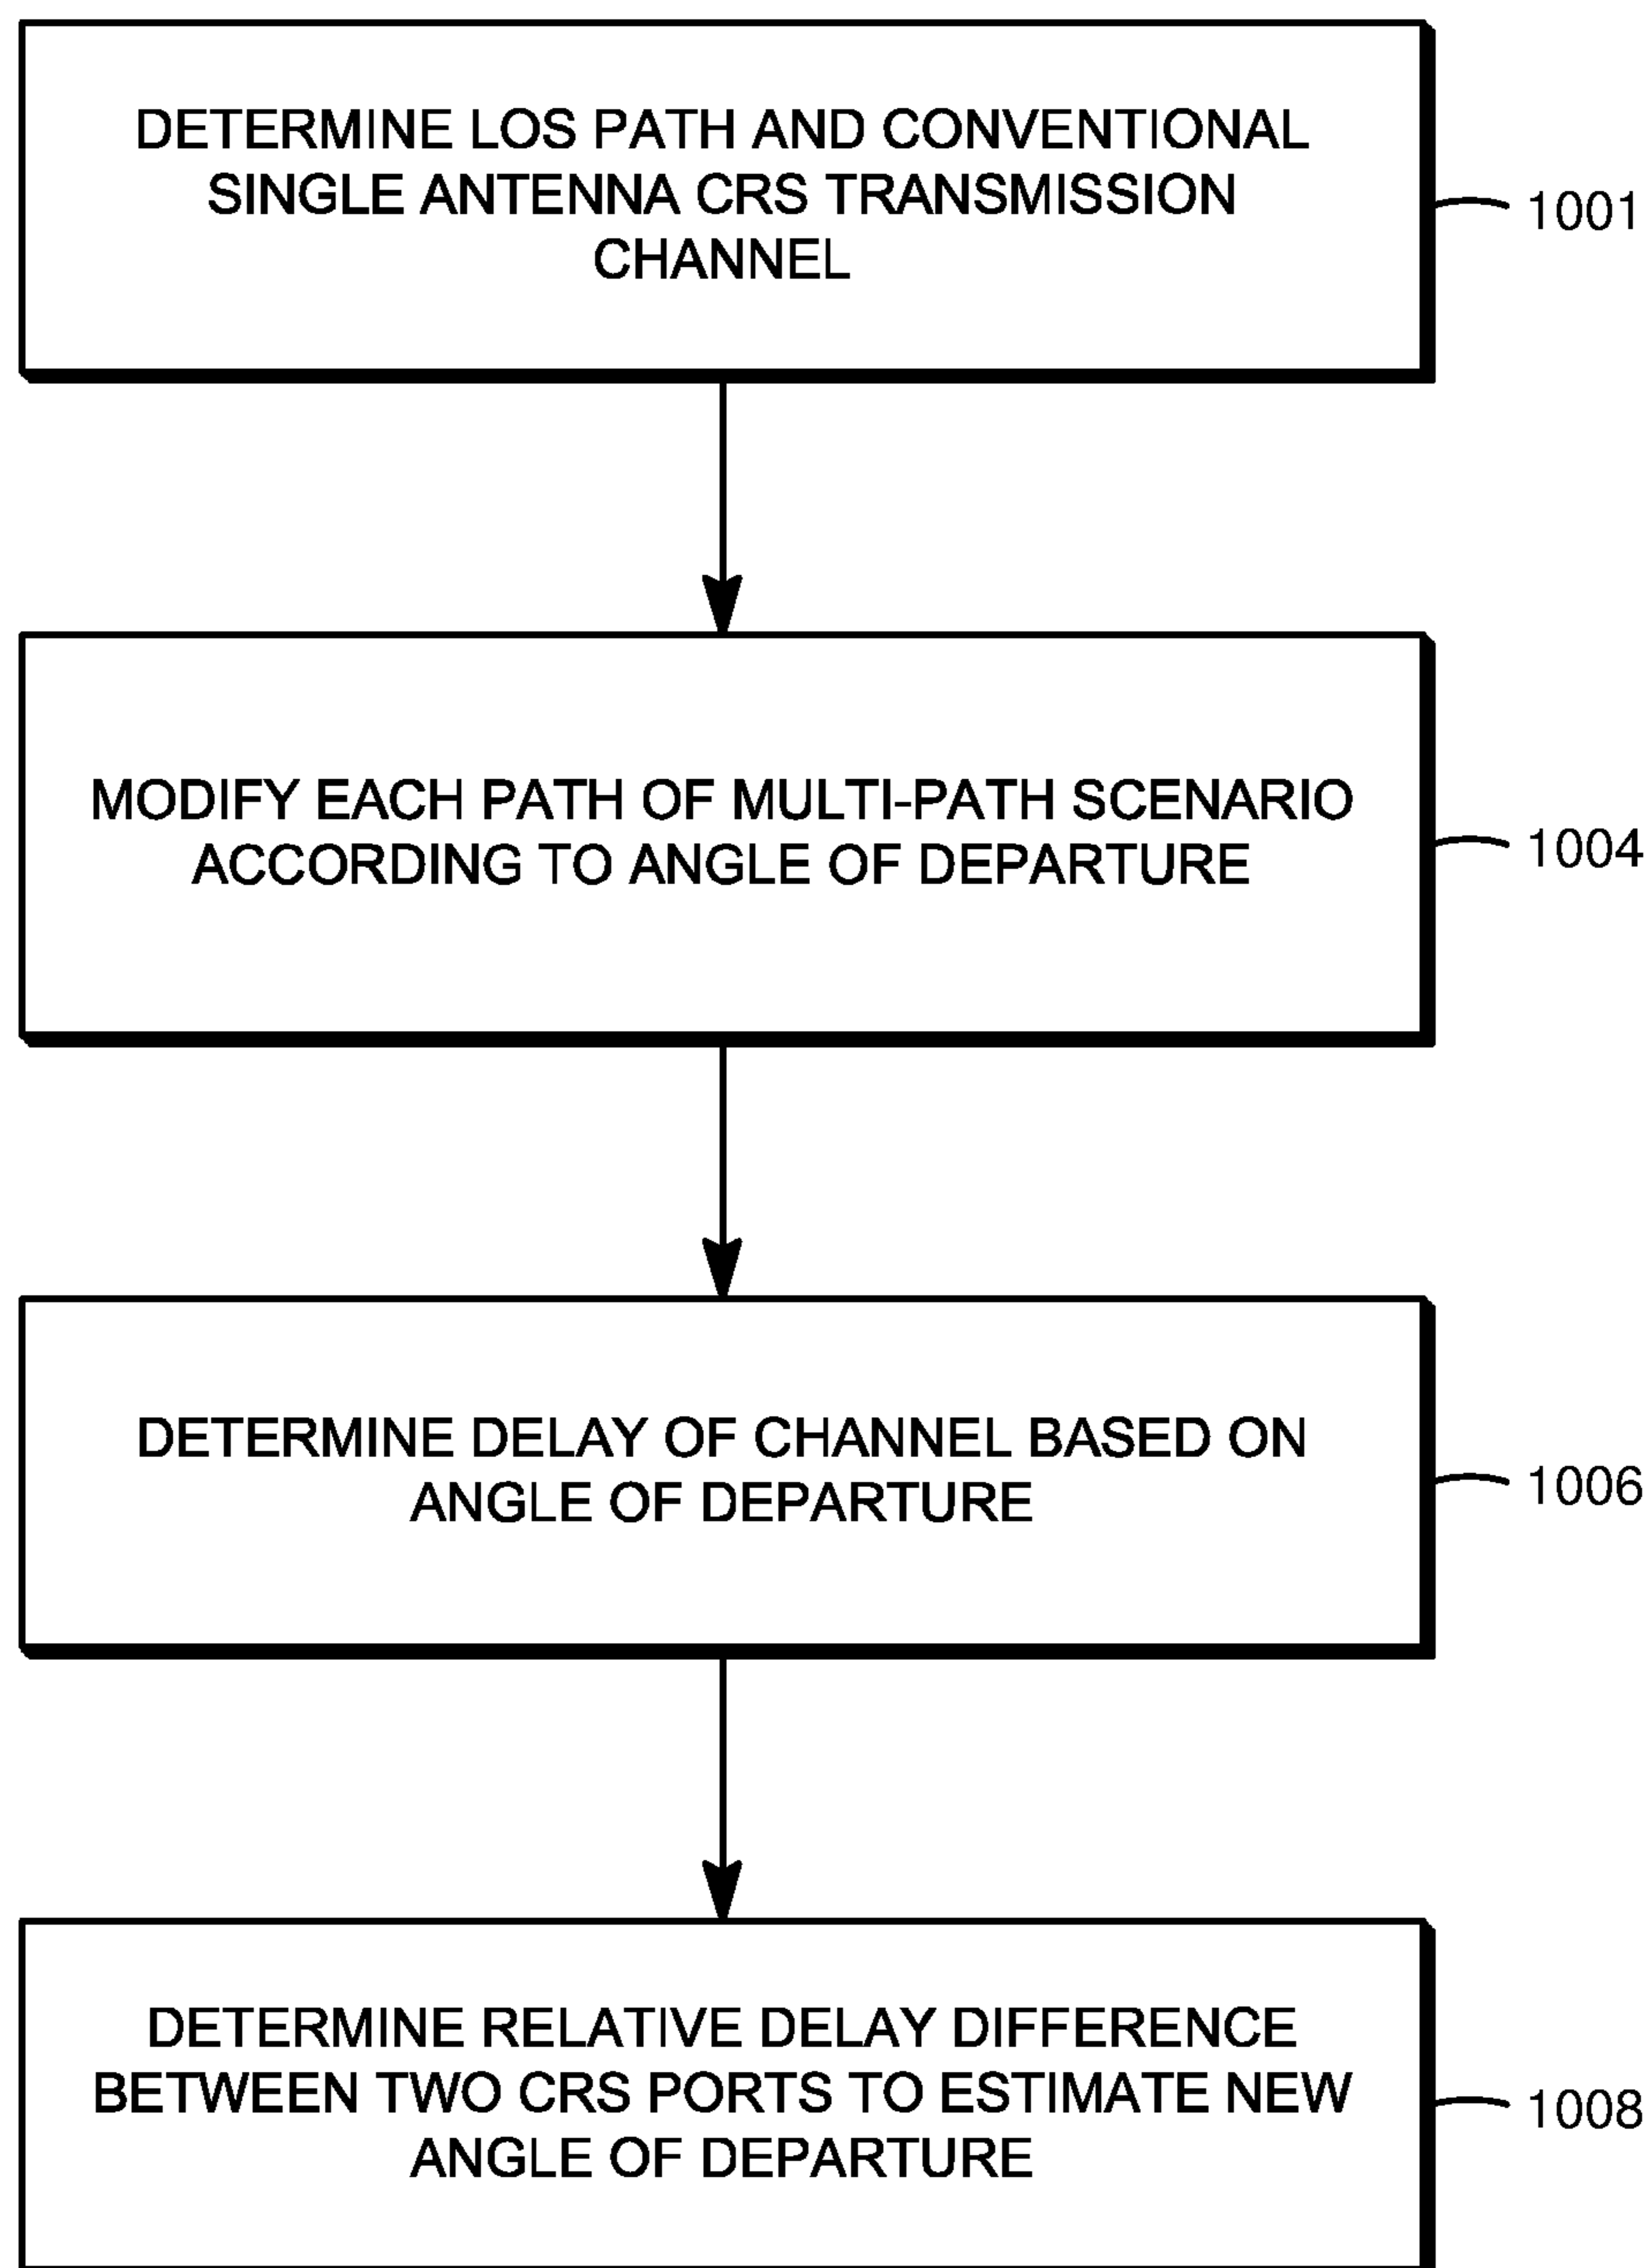 DETERMINE LOS PATH AND CONVENTIONAL
SINGLE ANTENNA CRS TRANSMISSION
CHANNEL
1001
MODIFY EACH PATH OF MULTI-PATH SCENARIO
ACCORDING TO ANGLE OF DEPARTURE
1004
DETERMINE DELAY OF CHANNEL BASED ON
ANGLE OF DEPARTURE
1006
DETERMINE RELATIVE DELAY DIFFERENCE
BETWEEN TWO CRS PORTS TO ESTIMATE NEW
ANGLE OF DEPARTURE
1008